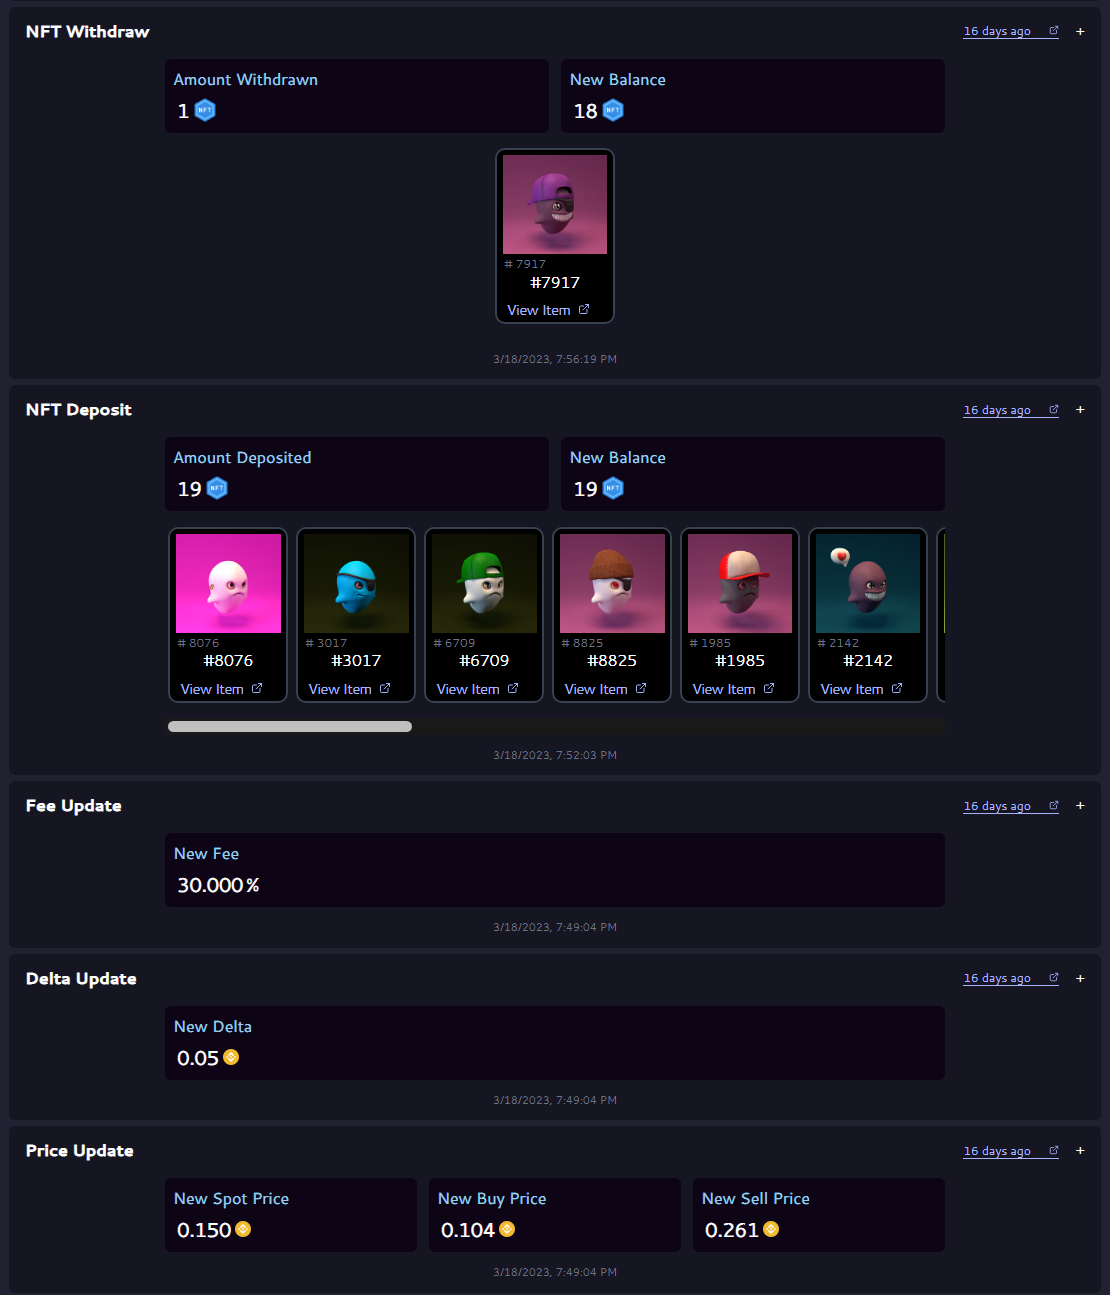 NFT Withdraw
16 days ago +
Amount Withdrawn
New Balance
1 NFT
18 NFT
# 7917
#7917
View Item
3/18/2023, 7:56:19 PM
NFT Deposit
16 days ago +
Amount Deposited
New Balance
19 NFT
19 NFT
# 8076
#8076
View Item
# 3017
#3017
View Item
# 6709
#6709
View Item
# 8825
#8825
View Item
# 1985
#1985
View Item
# 2142
#2142
View Item
3/18/2023, 7:52:03 PM
Fee Update
16 days ago +
New Fee
30.000%
3/18/2023, 7:49:04 PM
Delta Update
16 days ago +
New Delta
0.05
3/18/2023, 7:49:04 PM
Price Update
16 days ago +
New Spot Price
0.150
New Buy Price
0.104
New Sell Price
0.261
3/18/2023, 7:49:04 PM